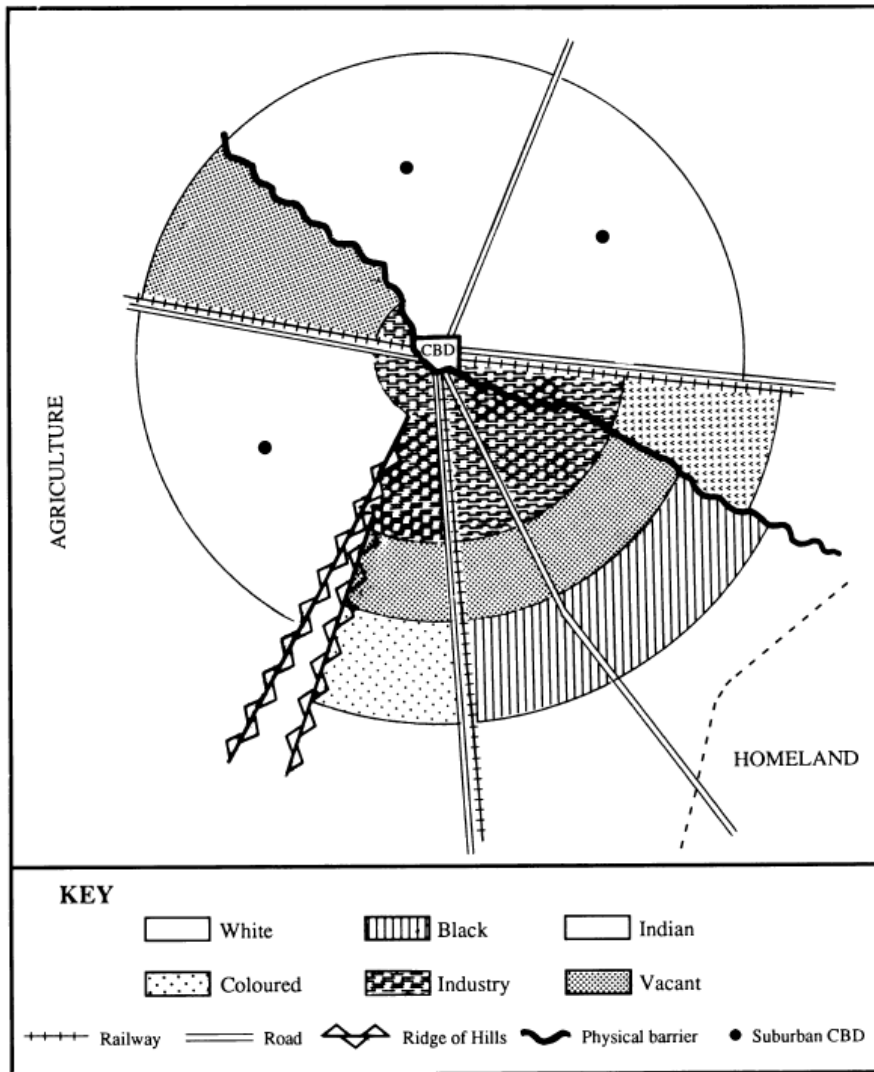 CBD
AGRICULTURE
HOMELAND
KEY
White Black Indian
Coloured Industry Vacant
Railway Road Ridge of Hills Physical barrier Suburban CBD